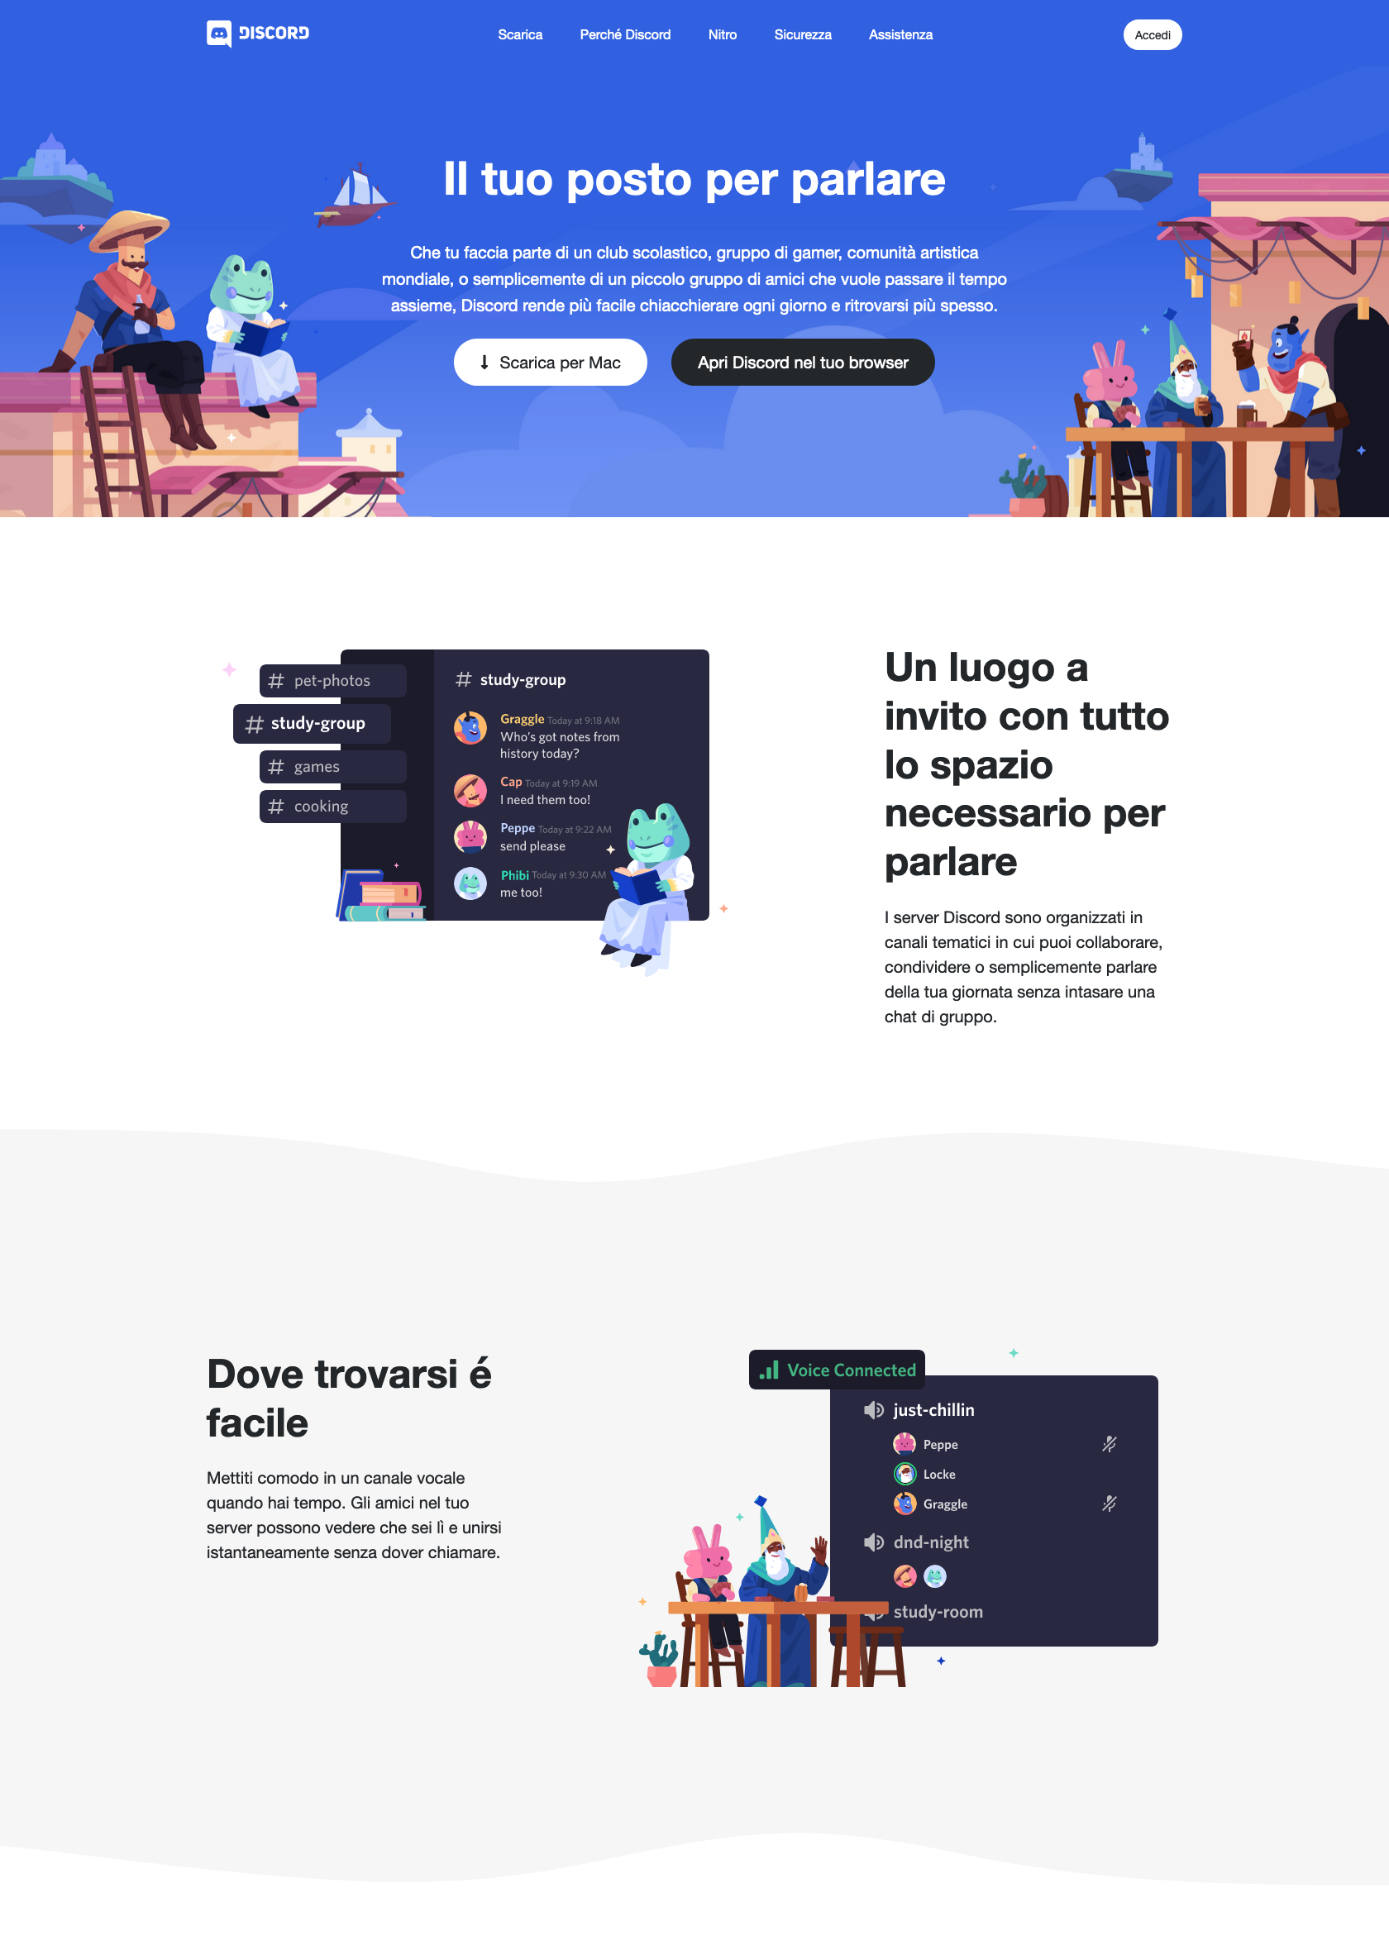 DISCORD
Scarica
Perché Discord
Nitro
Sicurezza
Assistenza
Accedi
Il tuo posto per parlare
Che tu faccia parte di un club scolastico, gruppo di gamer, comunità artistica
mondiale, o semplicemente di un piccolo gruppo di amici che vuole passare il tempo
assieme, Discord rende più facile chiacchierare ogni giorno e ritrovarsi più spesso.
Scarica per Mac
Apri Discord nel tuo browser
# pet-photos
# study-group
# games
# cooking
# study-group
Graggle Today at 9:18 AM
Who's got notes from
history today?
Cap Today at 9:19 AM
I need them too!
Peppe Today at 9:22 AM
send please
Phibi Today at 9:30 AM
me too!
Un luogo a
invito con tutto
lo spazio
necessario per
parlare
I server Discord sono organizzati in
canali tematici in cui puoi collaborare,
condividere o semplicemente parlare
della tua giornata senza intasare una
chat di gruppo.
Dove trovarsi é
facile
Mettiti comodo in un canale vocale
quando hai tempo. Gli amici nel tuo
server possono vedere che sei lì e unirsi
istantaneamente senza dover chiamare.
Voice Connected
just-chillin
Peppe
Locke
Graggle
dnd-night
study-room